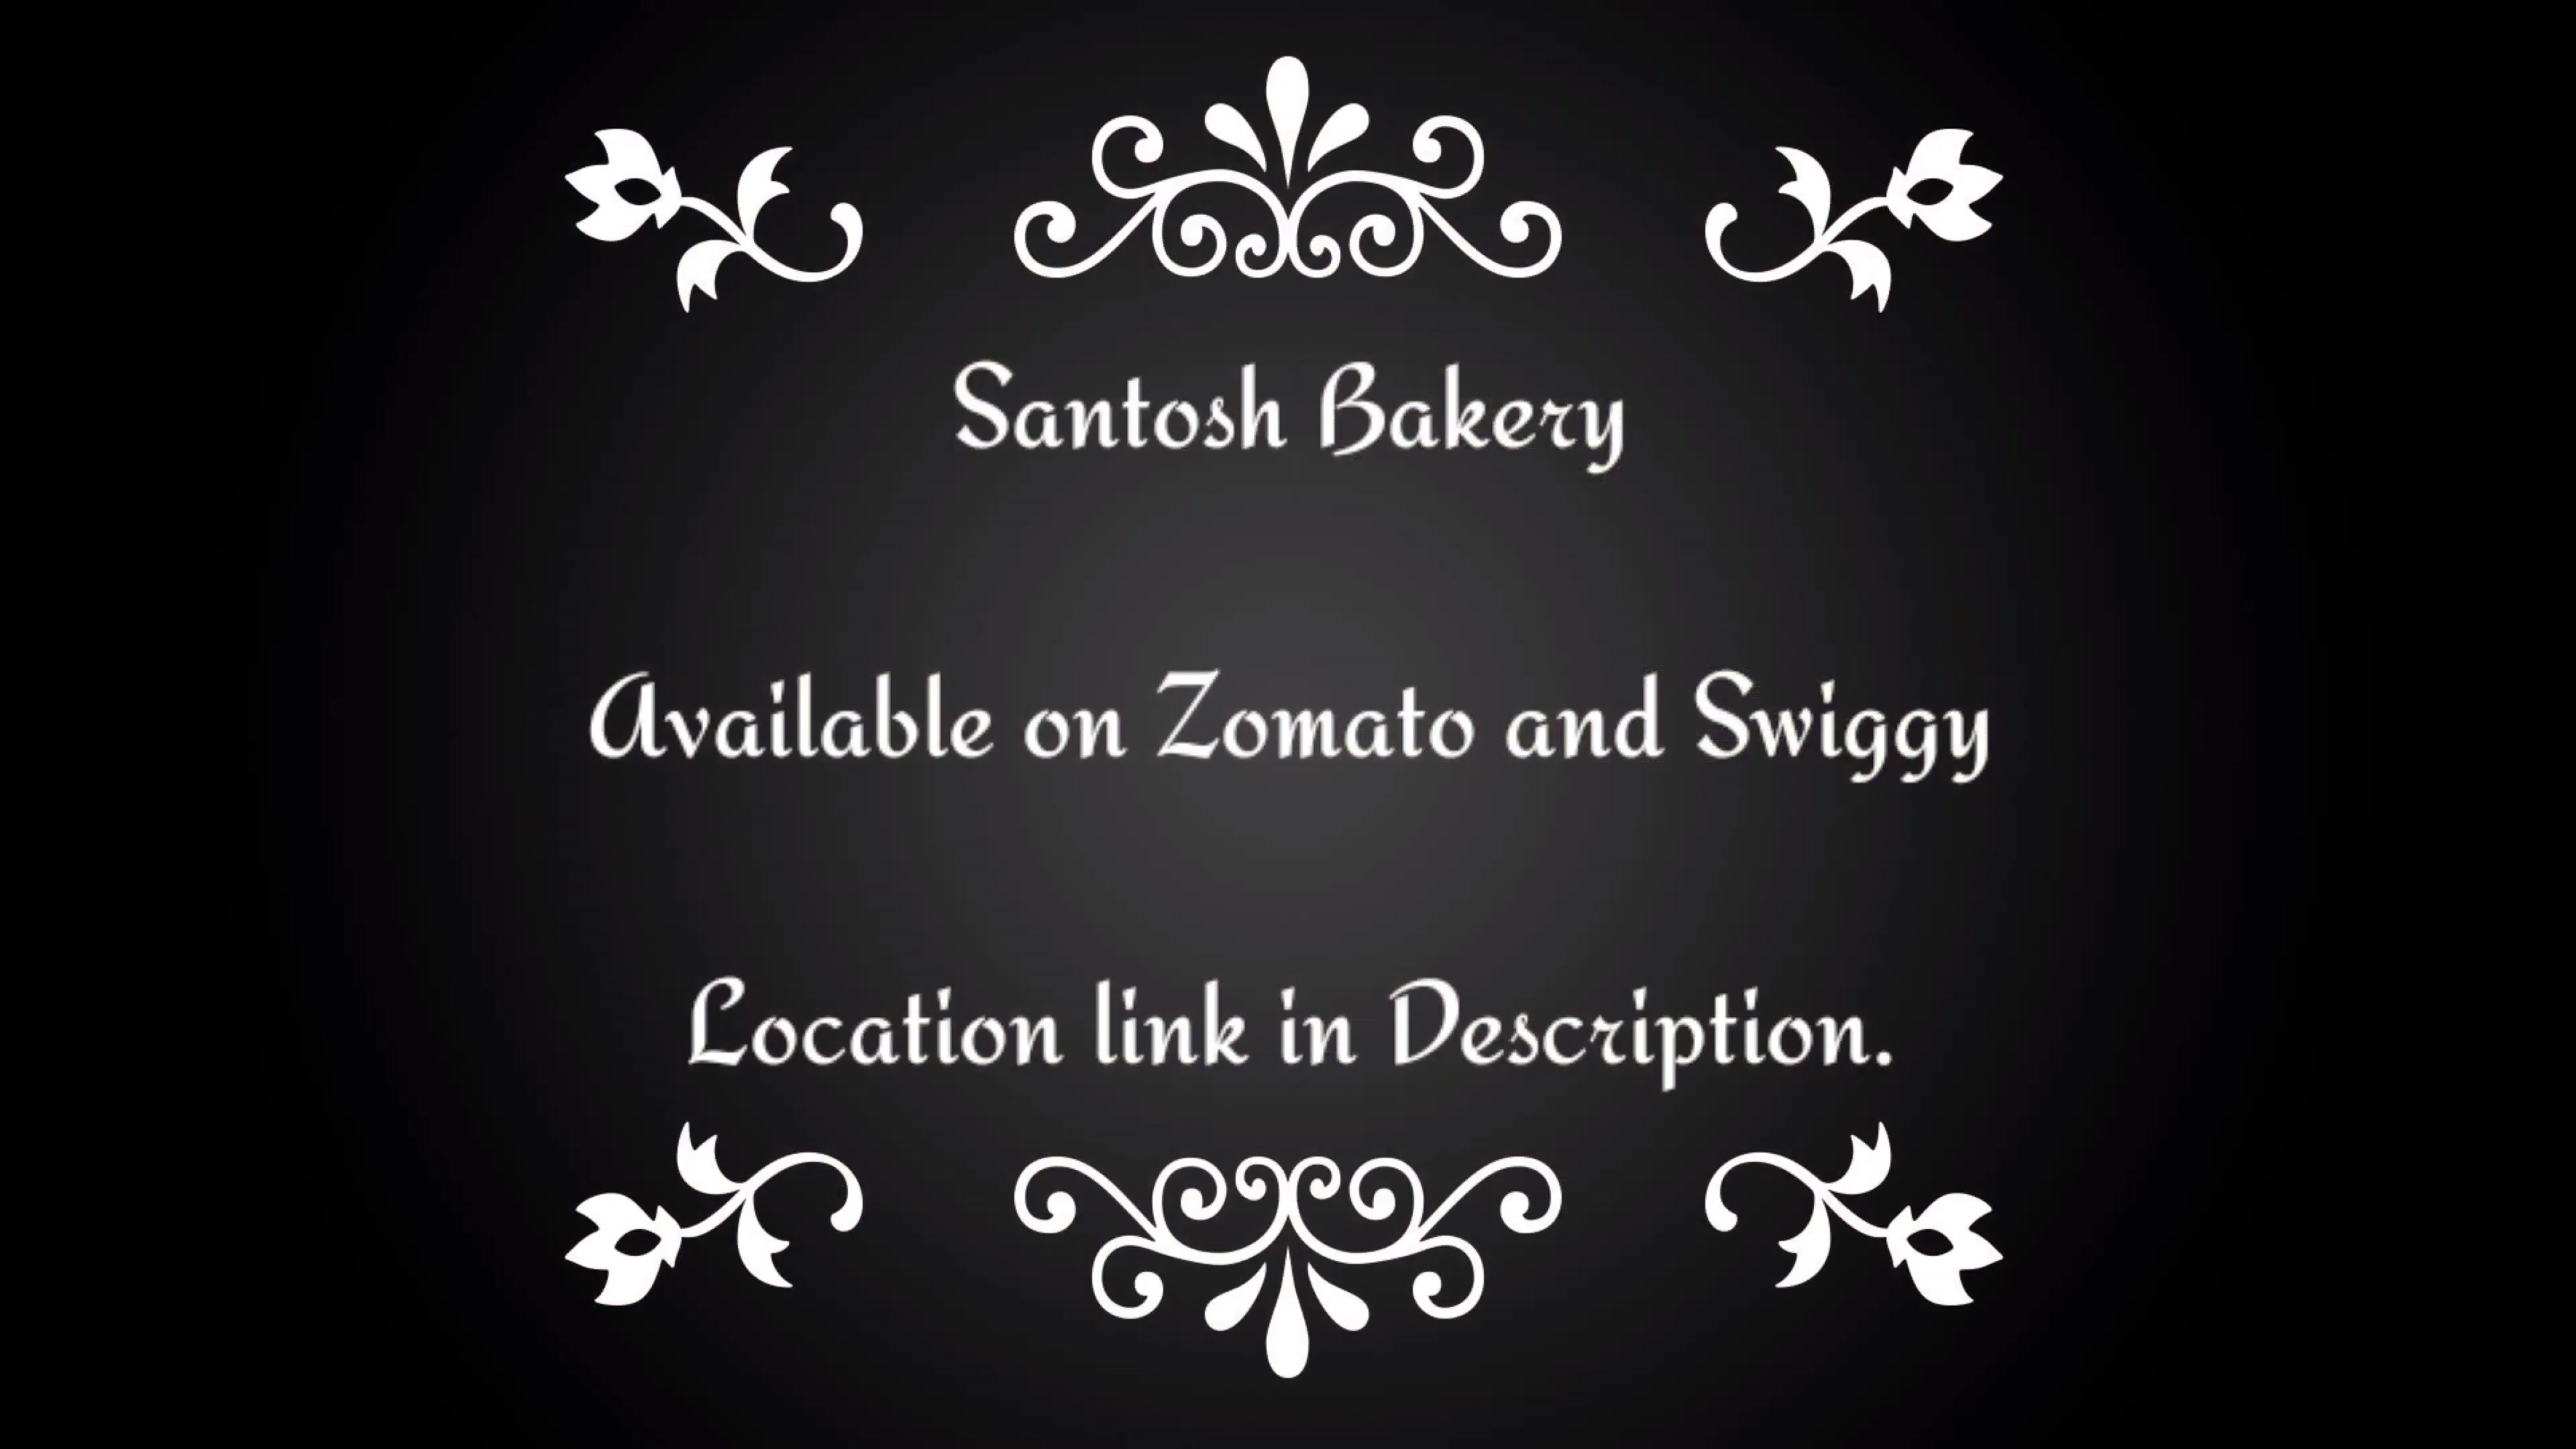 Santosh Bakery
Available on Zomato and Swiggy
Location link in Description.